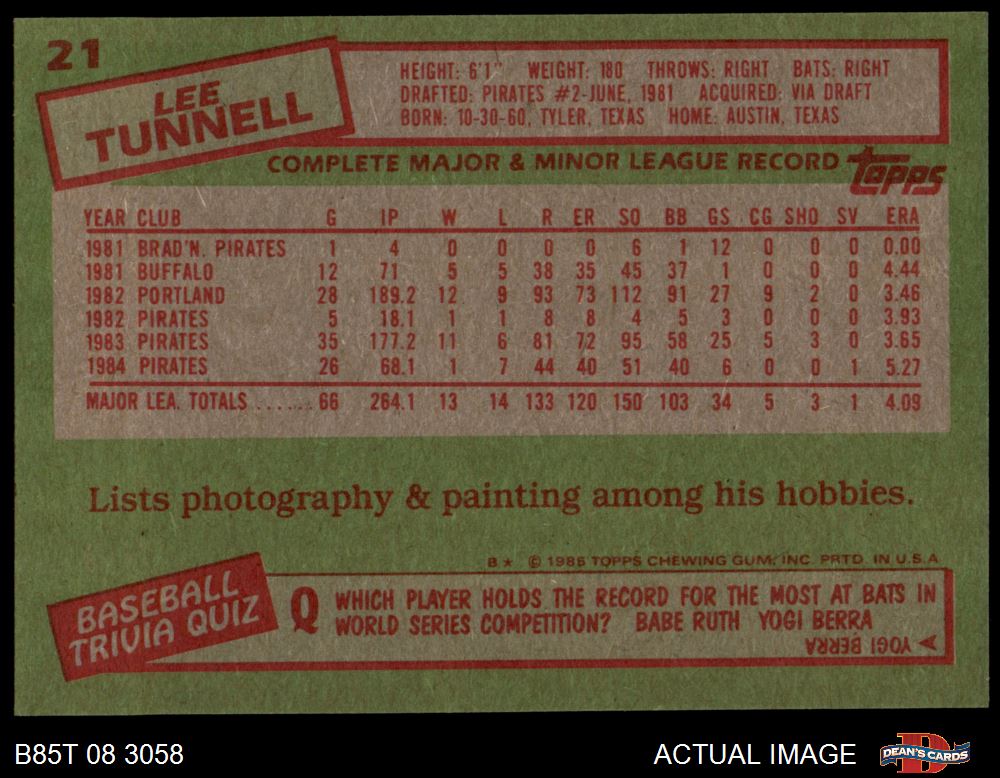 21
LEE
TUNNELL
HEIGHT: 6'1" WEIGHT: 180 THROWS: RIGHT BATS: RIGHT
DRAFTED: PIRATES #2-JUNE, 1981 ACQUIRED: VIA DRAFT
BORN: 10-30-60, TYLER, TEXAS HOME: AUSTIN, TEXAS
COMPLETE MAJOR & MINOR LEAGUE RECORD topps
YEAR CLUB G IP W L R ER SO BB GS CG SHO SV ERA
1981 BRAD'N. PIRATES 1 4 0 0 0 0 6 1 12 0 0 0 0.00
1981 BUFFALO 12 71 5 5 38 35 45 37 1 0 0 0 4.44
1982 PORTLAND 28 189.2 12 9 93 73 112 91 27 9 2 0 3.46
1982 PIRATES 5 18.1 1 1 8 8 4 5 3 0 0 0 3.93
1983 PIRATES 35 177.2 11 6 81 72 95 58 25 5 3 0 3.65
1984 PIRATES 26 68.1 1 7 44 40 51 40 6 0 0 1 5.27
MAJOR LEA. TOTALS ...... 66 264.1 13 14 133 120 150 103 34 5 3 1 4.09
Lists photography & painting among his hobbies.
B* © 1985 TOPPS CHEWING GUM, INC. PRTD. IN U.S.A
BASEBALL
TRIVIA QUIZ
Q WHICH PLAYER HOLDS THE RECORD FOR THE MOST AT BATS IN
WORLD SERIES COMPETITION? BABE RUTH YOGI BERRA
YOGI BERRA
B85T 08 3058
ACTUAL IMAGE
DEAN'S CARDS